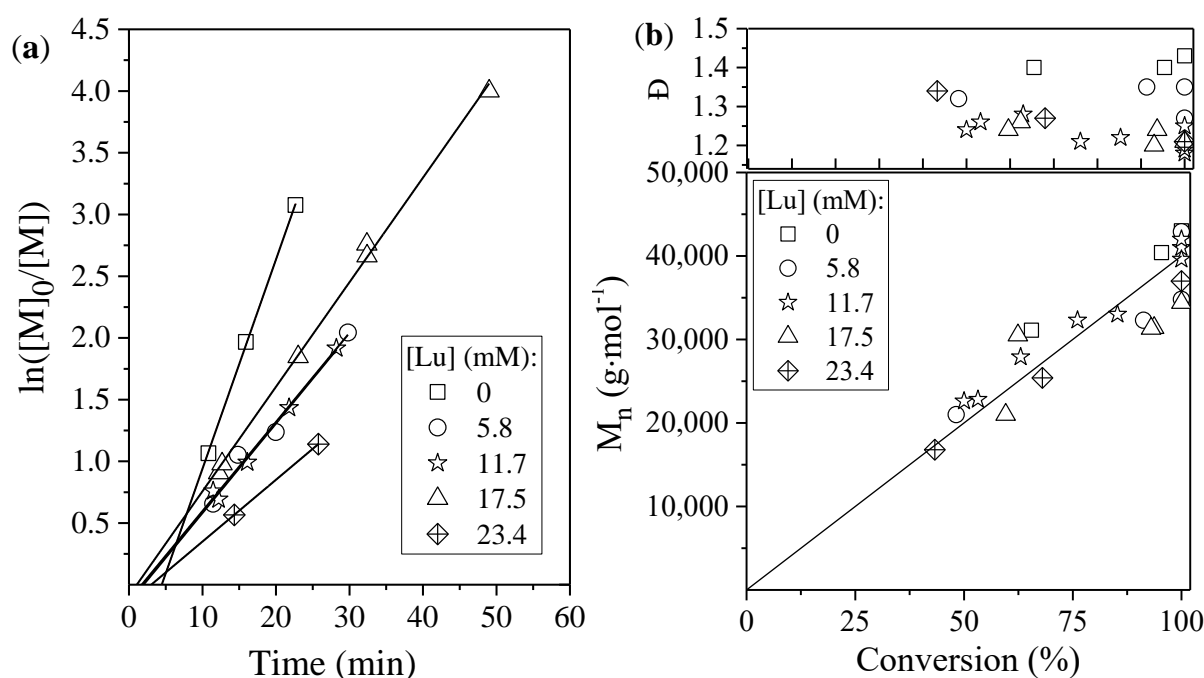 (a)
4.5
4.0
3.5
3.0
2.5
2.0
1.5
1.0
0.5
ln([M]0/[M])
[Lu] (mM):
0
5.8
11.7
17.5
23.4
0 10 20 30 40 50 60
Time (min)
(b)
1.5
1.4
1.3
1.2
Đ
50,000
40,000
30,000
20,000
10,000
Mn (g·mol-1)
[Lu] (mM):
0
5.8
11.7
17.5
23.4
0 25 50 75 100
Conversion (%)